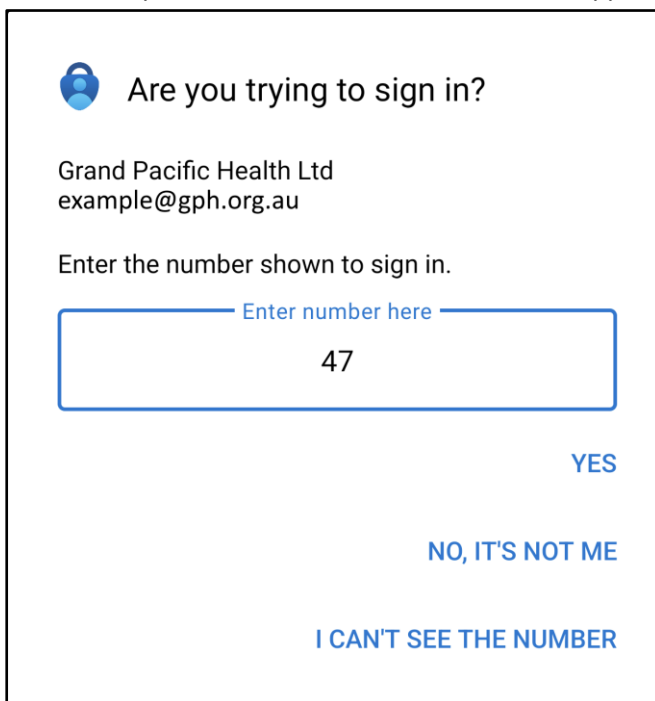 Are you trying to sign in?
Grand Pacific Health Ltd
example@gph.org.au
Enter the number shown to sign in.
Enter number here
47
YES
NO, IT'S NOT ME
I CAN'T SEE THE NUMBER